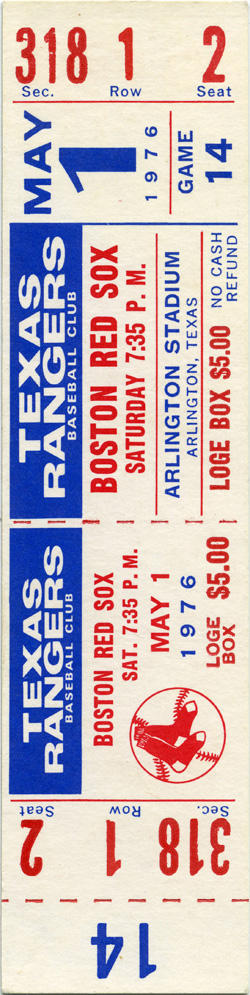 318 1 2
Sec. Row Seat
MAY 1 1976
GAME 14
TEXAS
RANGERS
BASEBALL CLUB
BOSTON RED SOX
SATURDAY 7:35 P. M.
ARLINGTON STADIUM
ARLINGTON, TEXAS
LOGE BOX $5.00
NO CASH
REFUND
TEXAS
RANGERS
BASEBALL CLUB
BOSTON RED SOX
SAT. 7:35 P. M.
MAY 1
1976
LOGE
BOX $5.00
Sec. Row Seat
318 1 2
14